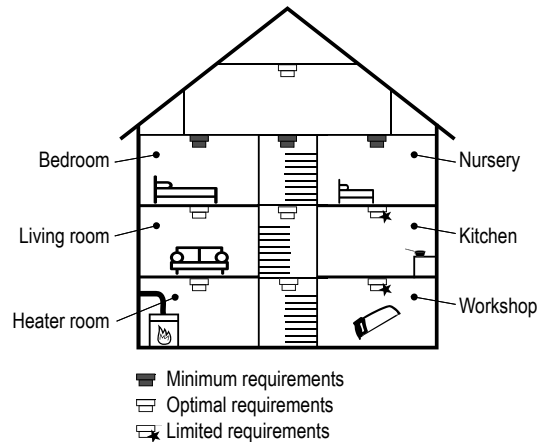 Bedroom
Nursery
Living room
Kitchen
Heater room
Workshop
Minimum requirements
Optimal requirements
Limited requirements